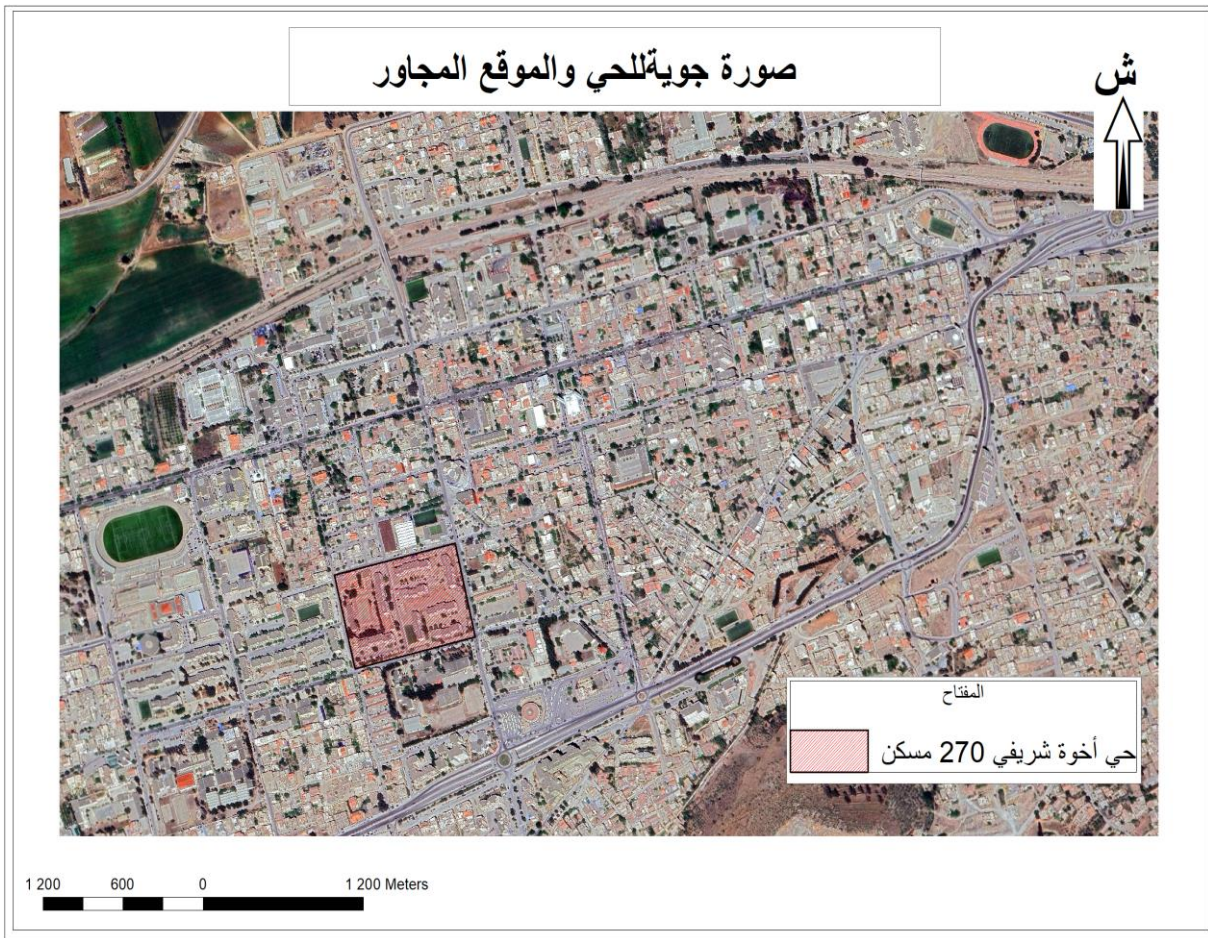 صورة جويةللحي والموقع المجاور
ش
المفتاح
حي أخوة شريفي 270 مسكن
1 200 600 0 1 200 Meters